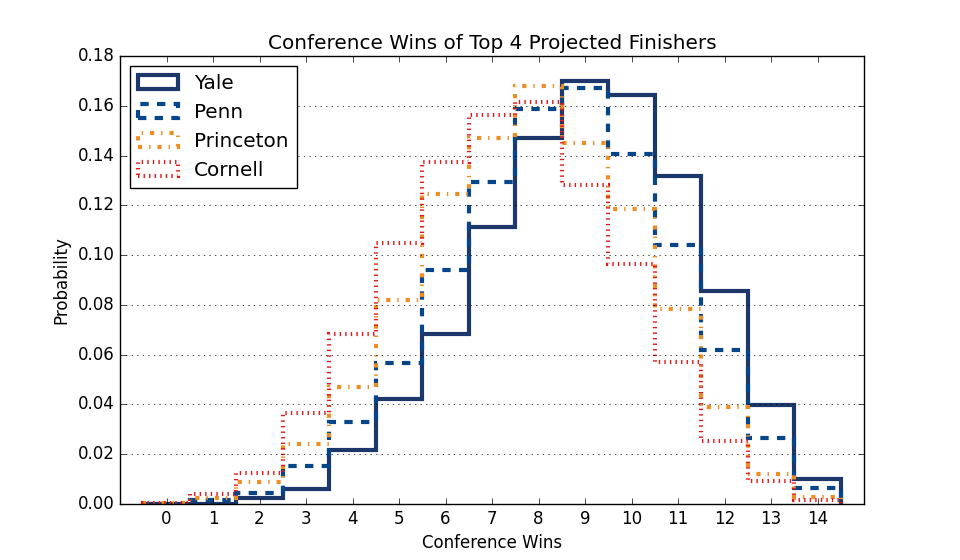 Conference Wins of Top 4 Projected Finishers
0.18
0.16
0.14
0.12
0.10
0.08
0.06
0.04
0.02
0.00
Probability
Yale
Penn
Princeton
Cornell
0 1 2 3 4 5 6 7 8 9 10 11 12 13 14
Conference Wins